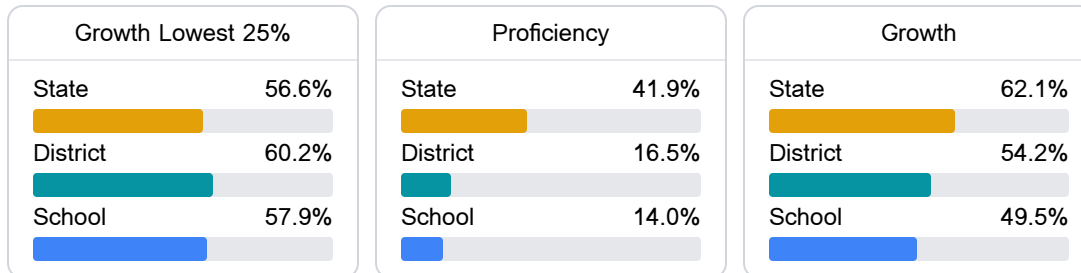 Growth Lowest 25%
State 56.6%
District 60.2%
School 57.9%
Proficiency
State 41.9%
District 16.5%
School 14.0%
Growth
State 62.1%
District 54.2%
School 49.5%